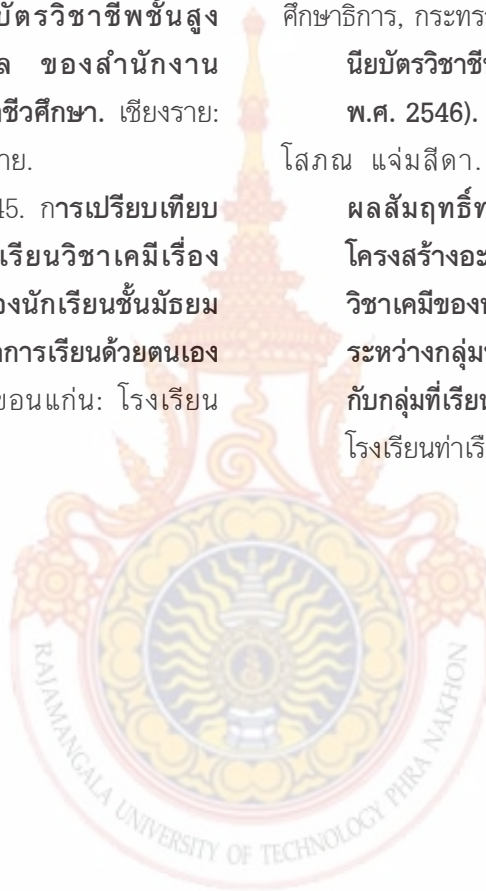 บัตรวิชาชีพชั้นสูง
ล ของสำนักงาน
ชีวศึกษา. เชียงราย:
าย.
45. การเปรียบเทียบ
เรียนวิชาเคมีเรื่อง
องนักเรียนชั้นมัธยม
าการเรียนด้วยตนเอง
ขอนแก่น: โรงเรียน
ศึกษาธิการ, กระทร
นียบัตรวิชาชี
พ.ศ. 2546).
โสภณ แจ่มสีดา.
ผลสัมฤทธิ์ท
โครงสร้างอะ
วิชาเคมีของ
ระหว่างกลุ่ม
กับกลุ่มที่เรีย
โรงเรียนท่าเรื
RAJAMANGALA UNIVERSITY OF TECHNOLOGY PHRA NAKHON